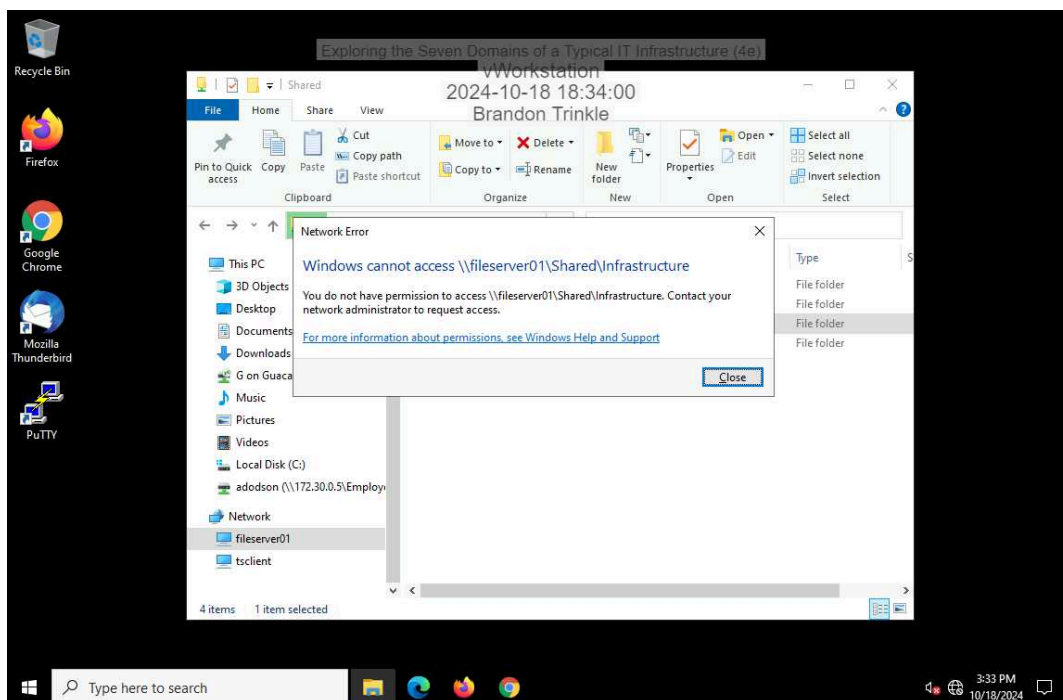 Exploring the Seven Domains of a Typical IT Infrastructure (4e)
vWorkstation
2024-10-18 18:34:00
Brandon Trinkle
Recycle Bin
Firefox
Google
Chrome
Mozilla
Thunderbird
PuTTY
Shared
File Home Share View
Pin to Quick
access
Copy
Paste
Cut
Copy path
Paste shortcut
Clipboard
Move to
Copy to
Delete
Rename
Organize
New
folder
New
Properties
Open
Edit
Open
Select all
Select none
Invert selection
Select
This PC
3D Objects
Desktop
Documents
Downloads
G on Guaca
Music
Pictures
Videos
Local Disk (C:)
adodson (\\172.30.0.5\Employ
Network
fileserver01
tsclient
Type
S
File folder
File folder
File folder
File folder
Network Error
Windows cannot access \\fileserver01\Shared\Infrastructure
You do not have permission to access \\fileserver01\Shared\Infrastructure. Contact your
network administrator to request access.
For more information about permissions, see Windows Help and Support
Close
4 items 1 item selected
Type here to search
3:33 PM
10/18/2024